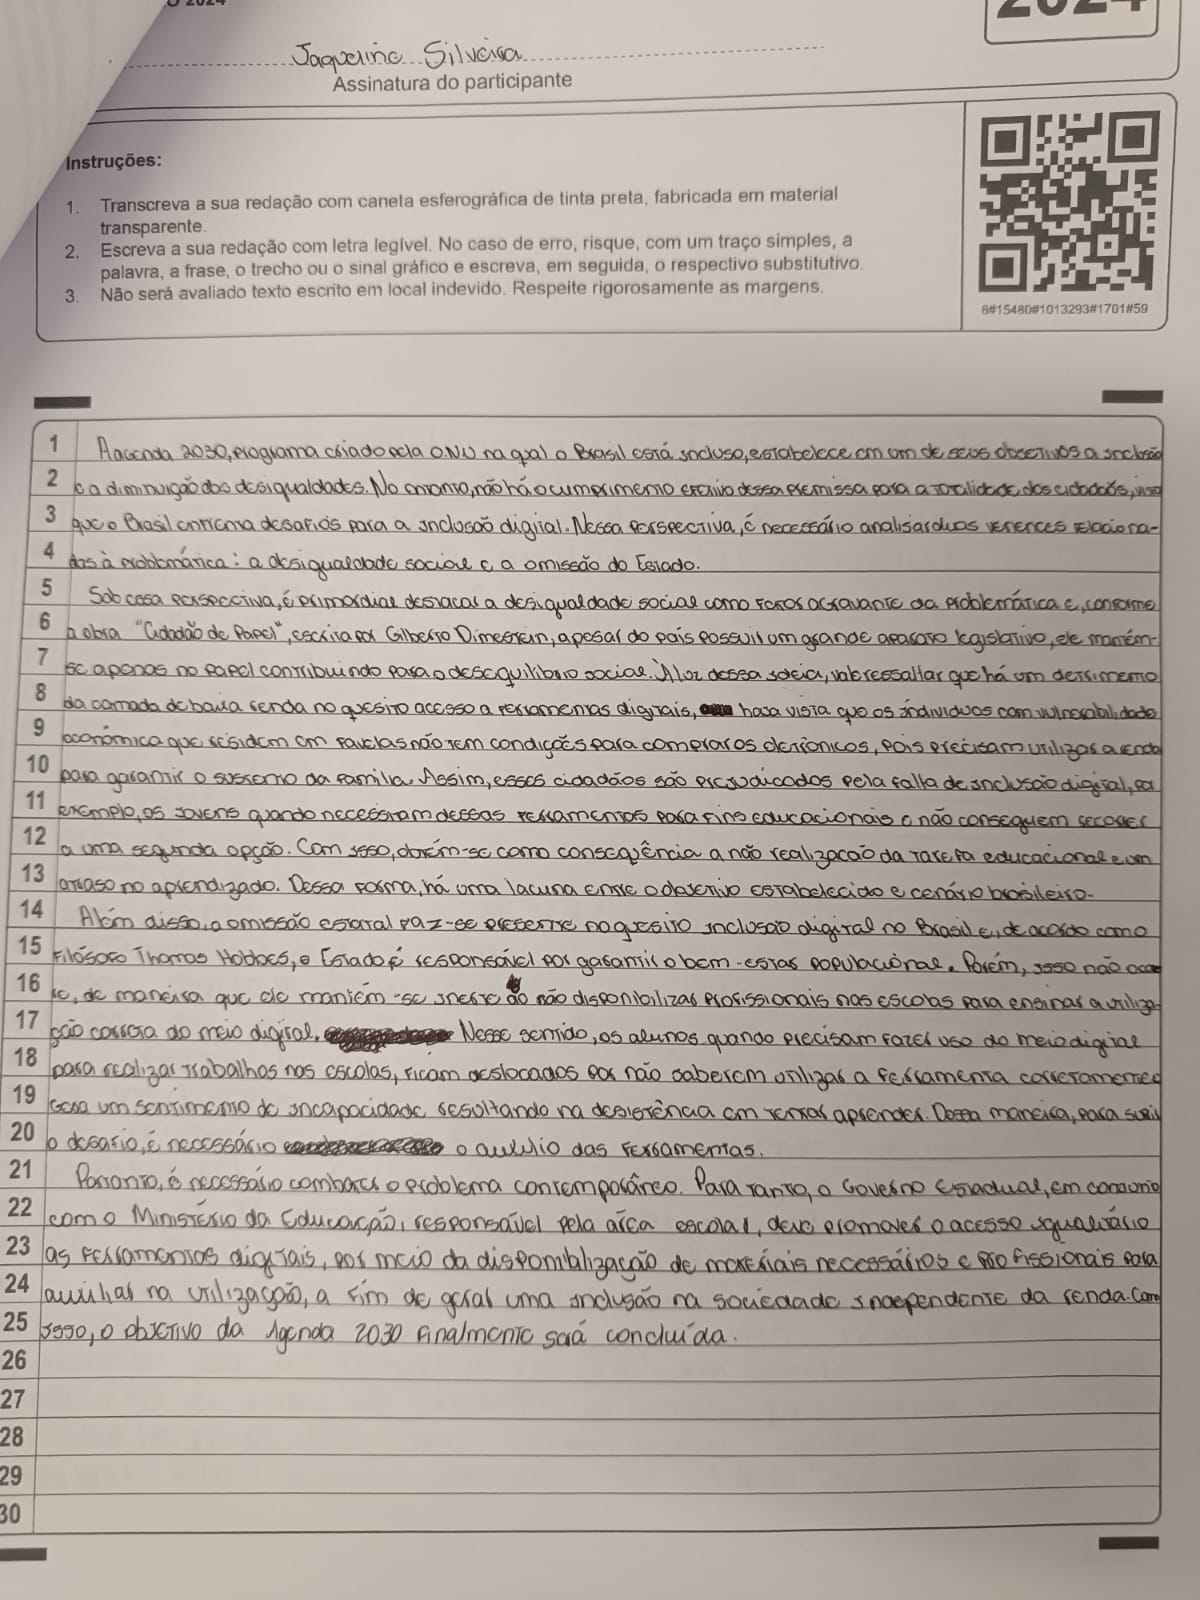 2024
Jaqueline Silveira
Assinatura do participante
Instruções:
1. Transcreva a sua redação com caneta esferográfica de tinta preta, fabricada em material
transparente.
2. Escreva a sua redação com letra legível. No caso de erro, risque, com um traço simples, a
palavra, a frase, o trecho ou o sinal gráfico e escreva, em seguida, o respectivo substitutivo.
3. Não será avaliado texto escrito em local indevido. Respeite rigorosamente as margens.
6#15480#1013293#1701#59
1 A agenda 2030, programa criado pela ONU na qual o Brasil está incluso, estabelece em um de seus objetivos a inclusão
2 e a diminuição das desigualdades. No entanto, não há o cumprimento efetivo dessa premissa para a totalidade dos cidadãos, visto
3 que o Brasil enfrenta desafios para a inclusão digital. Nessa perspectiva, é necessário analisar duas vertences relaciona-
4 das à problemática: a desigualdade social e a omissão do Estado.
5 Sob essa perspectiva, é primordial destacar a desigualdade social como fator agravante da problemática e, conforme
6 a obra "Cidadão de Papel", escrita por Gilberto Dimestein, apesar do país possuir um grande aparato legislativo, ele mantém-
7 se apenas no papel contribuindo para o desequilíbrio social. À luz dessa ideia, vale ressaltar que há um detrimento
8 da camada de baixa renda no quesito acesso a ferramentas digitais, haja vista que os indivíduos com vulnerabilidade
9 econômica que residem em favelas não tem condições para comprar os eletrônicos, pois precisam utilizar a renda
10 para garantir o sustento da família. Assim, esses cidadãos são prejudicados pela falta de inclusão digital, por
11 exemplo, os jovens quando necessitam dessas ferramentas para fins educacionais e não conseguem recorrer
12 a uma segunda opção. Com isso, obtém-se como consequência a não realização da tarefa educacional e um
13 atraso no aprendizado. Dessa forma, há uma lacuna entre o objetivo estabelecido e cenário brasileiro.
14 Além disso, a omissão estatal faz-se presente no quesito inclusão digital no Brasil e, de acordo com o
15 filósofo Thomas Hobbes, o Estado é responsável por garantir o bem-estar populacional. Porém, isso não ocor
16 re, de maneira que ele mantém-se inerte ao não disponibilizar profissionais nas escolas para ensinar a utiliza-
17 ção correta do meio digital. Nesse sentido, os alunos quando precisam fazer uso do meio digital
18 para realizar trabalhos nas escolas, ficam deslocados por não saberem utilizar a ferramenta corretamente e
19 gera um sentimento de incapacidade resultando na desistência em tentar aprender. Dessa maneira, para suprir
20 o desafio, é necessário o auxílio das ferramentas.
21 Portanto, é necessário combater o problema contemporâneo. Para tanto, o Governo Estadual, em conjunto
22 com o Ministério da Educação, responsável pela área escolar, deve promover o acesso igualitário
23 as ferramentas digitais, por meio da disponibilização de materiais necessários e profissionais para
24 auxiliar na utilização, a fim de gerar uma inclusão na sociedade independente da renda. Com
25 isso, o objetivo da Agenda 2030 finalmente será concluída.
26
27
28
29
30